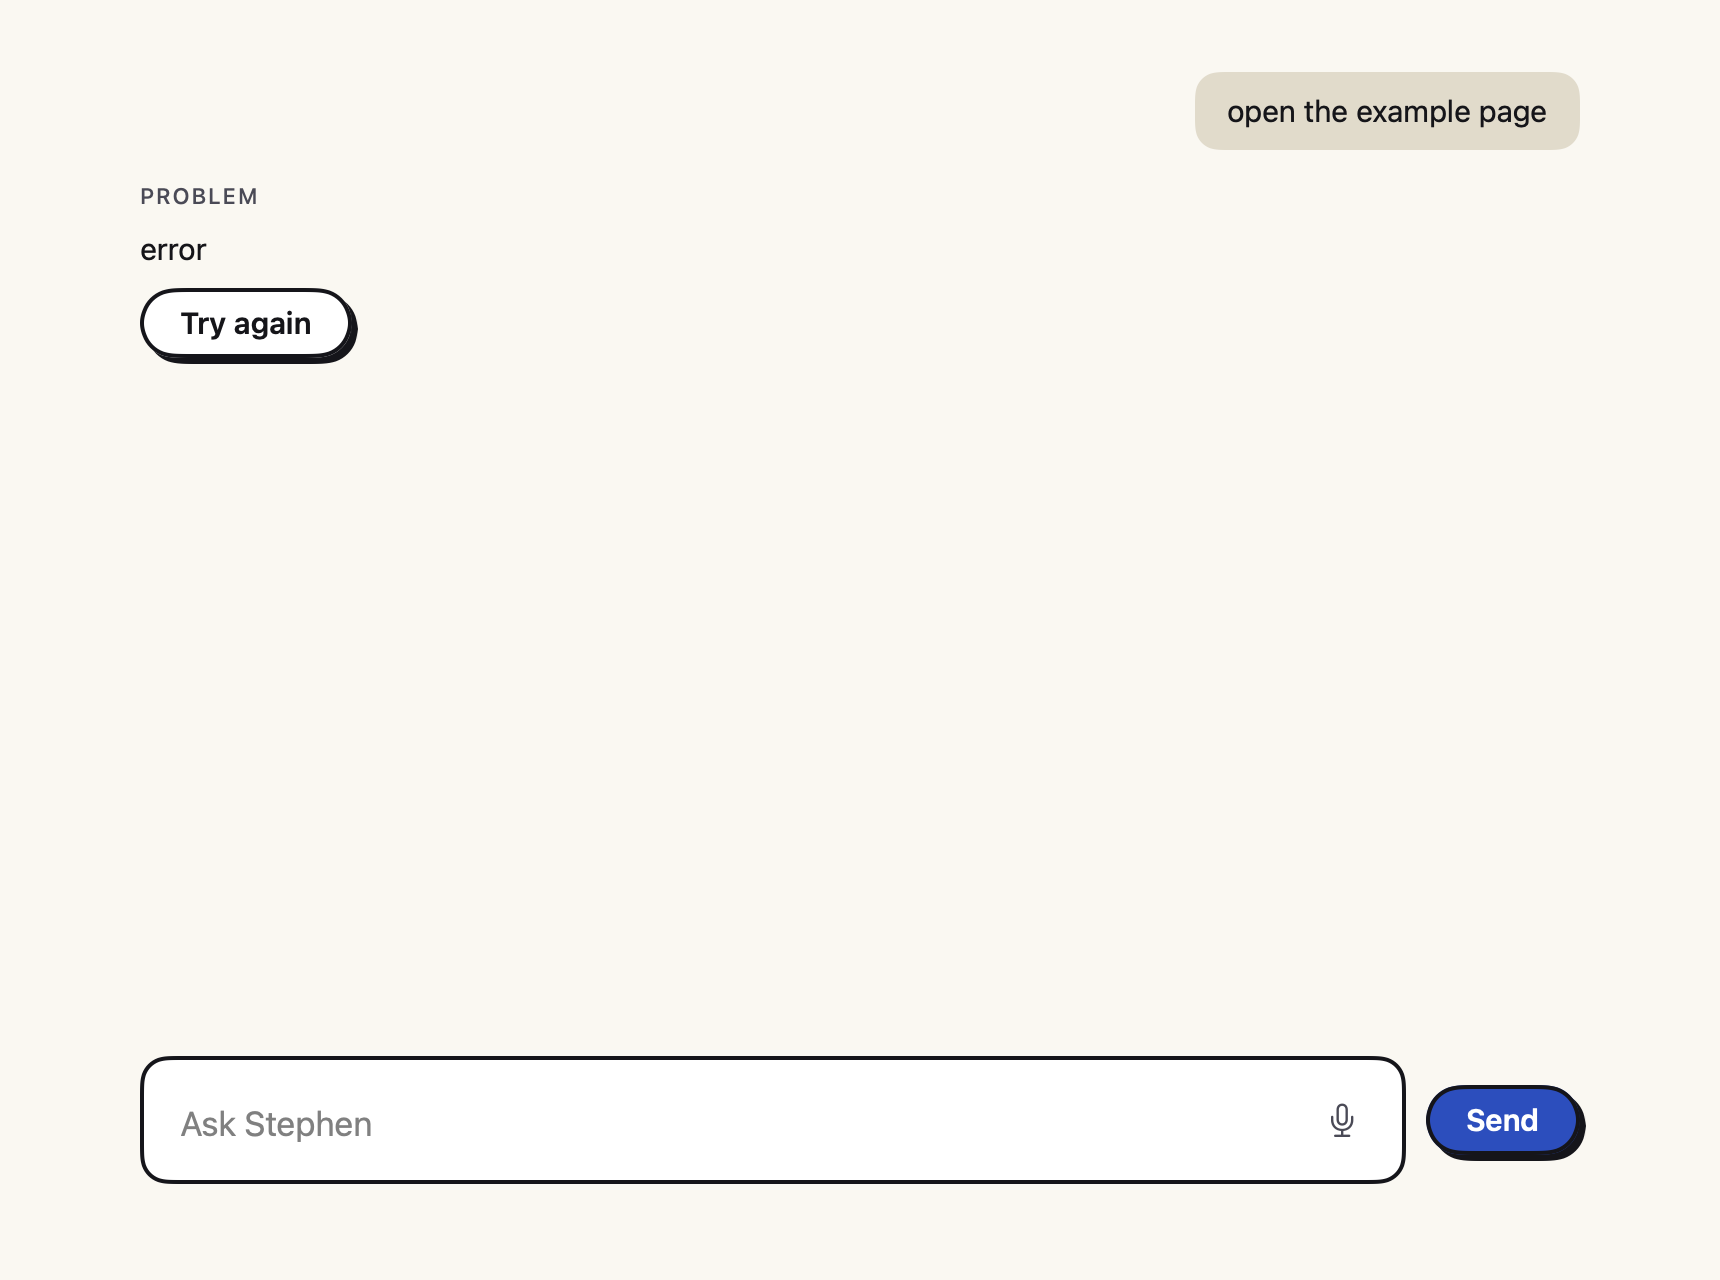 open the example page
PROBLEM
error
Try again
Ask Stephen
Send